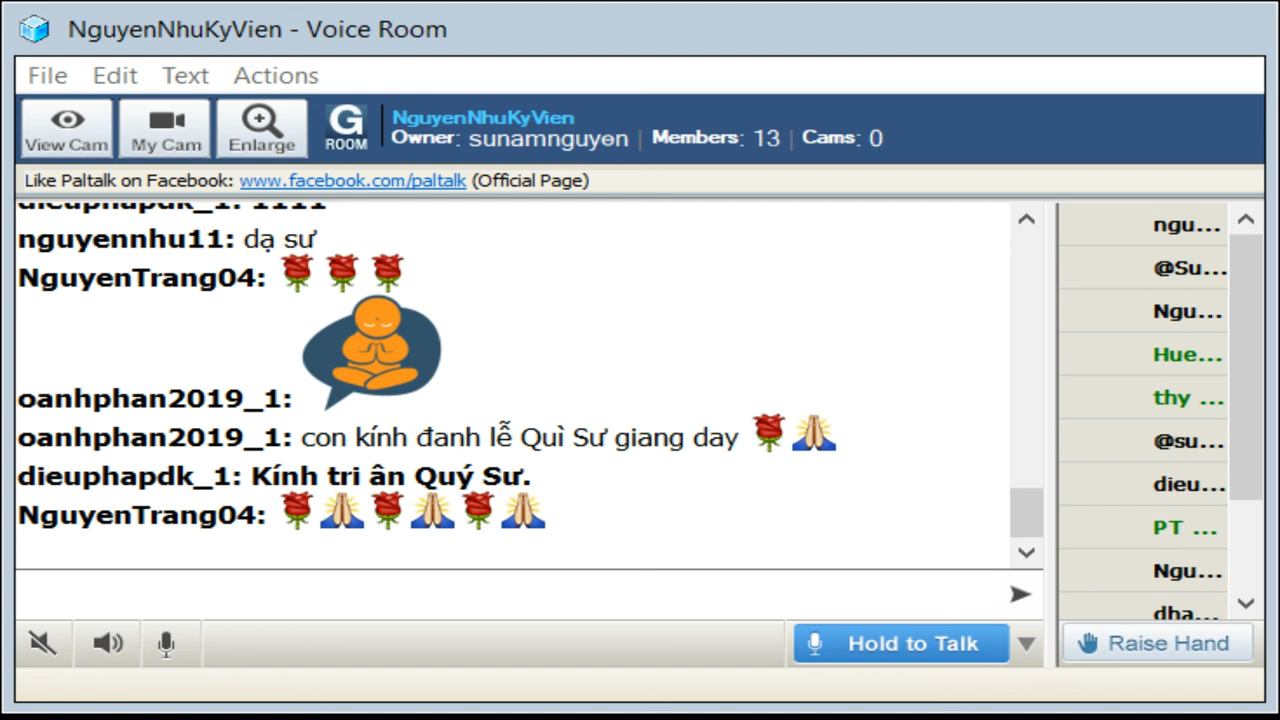 NguyenNhuKyVien - Voice Room
File Edit Text Actions
View Cam My Cam Enlarge G ROOM
NguyenNhuKyVien
Owner: sunamnguyen | Members: 13 | Cams: 0
Like Paltalk on Facebook: www.facebook.com/paltalk (Official Page)
dieuphapdk_1: 1111
nguyennhu11: dạ sư
NguyenTrang04:
oanhphan2019_1:
oanhphan2019_1: con kính đanh lễ Quì Sư giang day
dieuphapdk_1: Kính tri ân Quý Sư.
NguyenTrang04:
ngu...
@Su...
Ngu...
Hue...
thy ...
@su...
dieu...
PT ...
Ngu...
dha...
Hold to Talk
Raise Hand